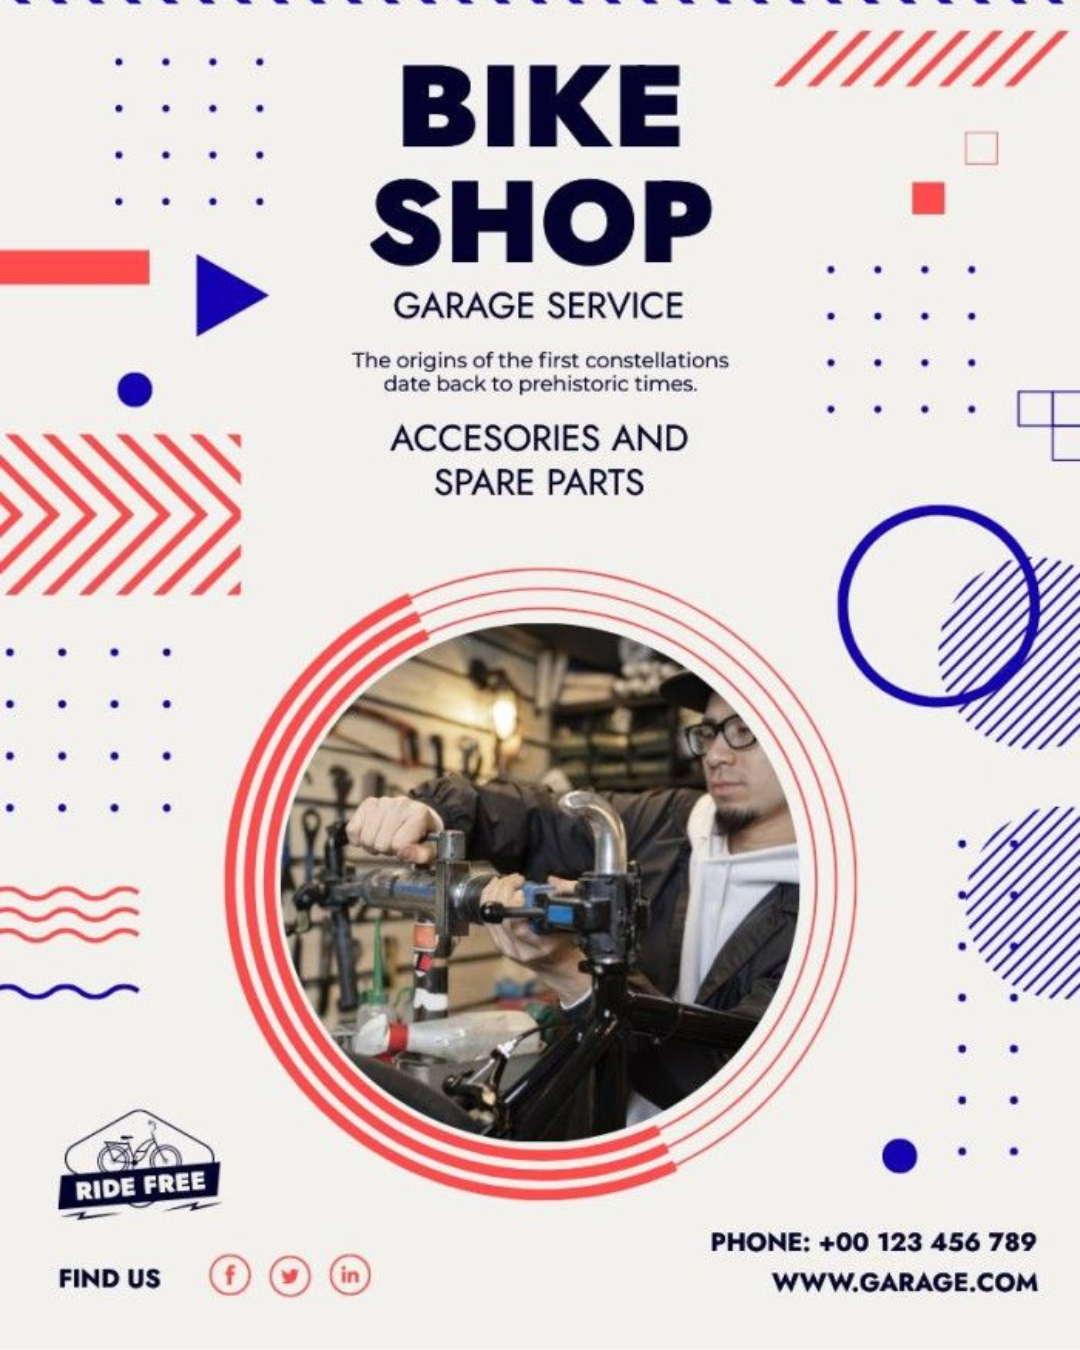 BIKE
SHOP
GARAGE SERVICE
The origins of the first constellations
date back to prehistoric times.
ACCESORIES AND
SPARE PARTS
RIDE FREE
FIND US
f
in
PHONE: +00 123 456 789
WWW.GARAGE.COM